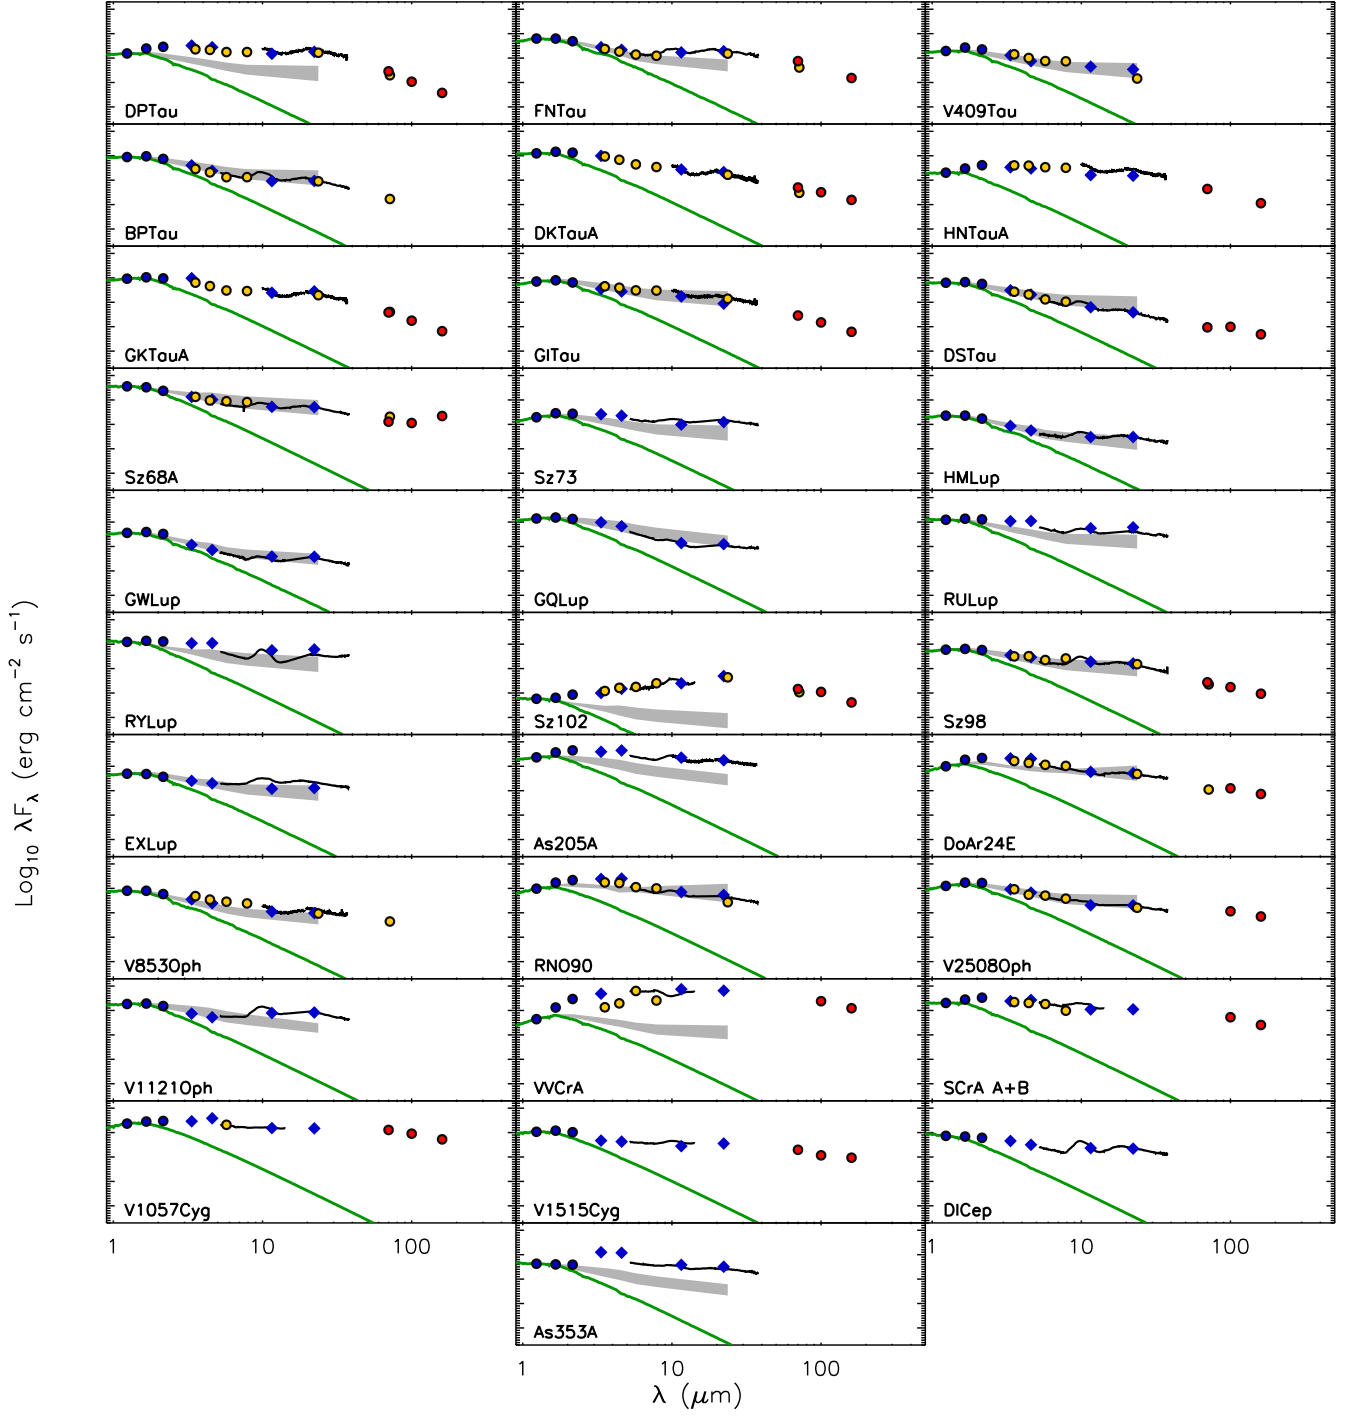 DPTau
FNTau
V409Tau
BPTau
DKTauA
HNTauA
GKTauA
GITau
DSTau
Sz68A
Sz73
HMLup
GWLup
GQLup
RULup
RYLup
Sz102
Sz98
EXLup
As205A
DoAr24E
V853Oph
RNO90
V2508Oph
V1121Oph
VVCrA
SCrA A+B
V1057Cyg
V1515Cyg
DICep
1 10 100
1 10 100
As353A
1 10 100
λ (μm)
Log₁₀ λF_λ (erg cm⁻² s⁻¹)